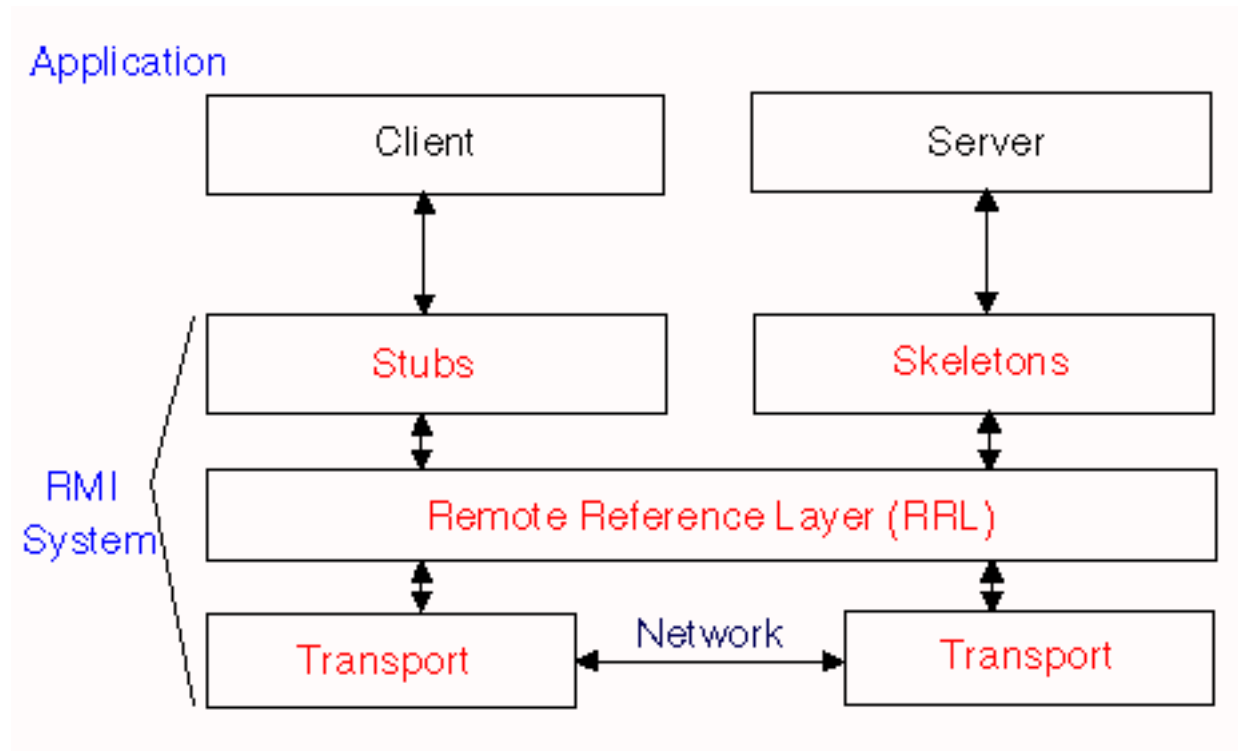 Application
Client
Server
Stubs
Skeletons
RMI
System
Remote Reference Layer (RRL)
Network
Transport
Transport